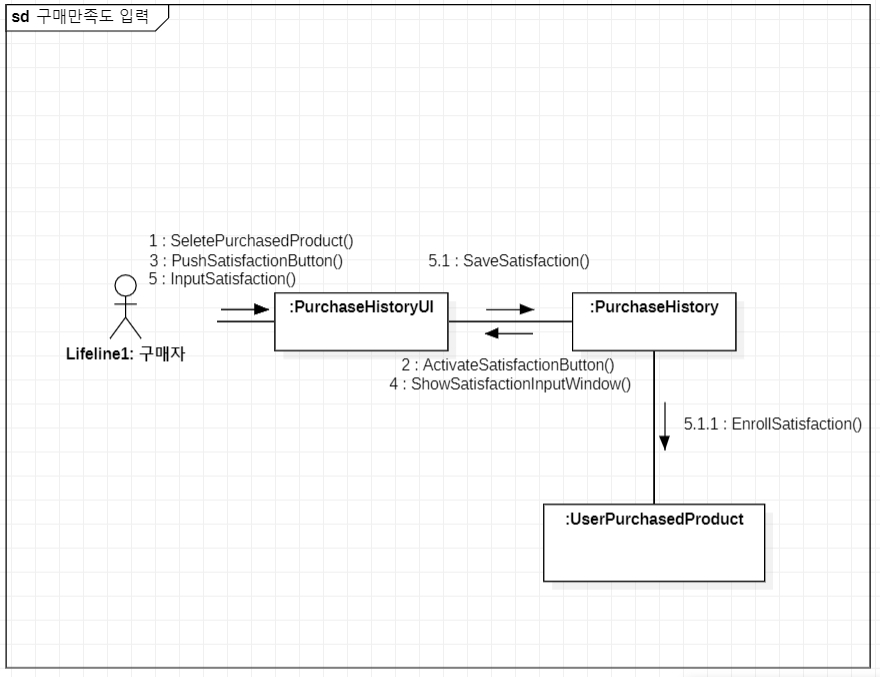 sd 구매만족도 입력
1 : SeletePurchasedProduct()
3 : PushSatisfactionButton()
5 : InputSatisfaction()
5.1 : SaveSatisfaction()
:PurchaseHistoryUI
:PurchaseHistory
Lifeline1: 구매자
2 : ActivateSatisfactionButton()
4 : ShowSatisfactionInputWindow()
5.1.1 : EnrollSatisfaction()
:UserPurchasedProduct